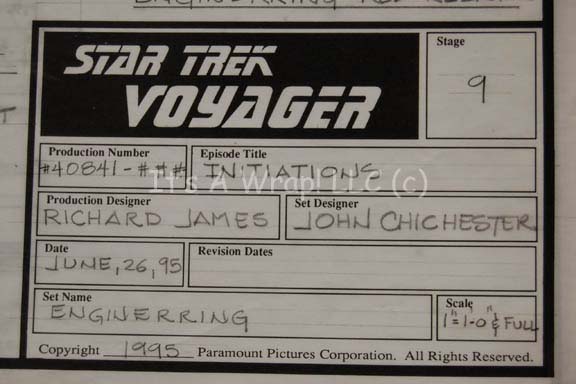 ENGINERRING
STAR TREK
VOYAGER
Stage
9
Production Number
#40841-###
Episode Title
INITIATIONS
It's A Wrap! LLC (c)
Production Designer
RICHARD JAMES
Set Designer
JOHN CHICHESTER
Date
JUNE, 26, 95
Revision Dates
Set Name
ENGINERRING
Scale
1"=1'-0" & FULL
Copyright 1995 Paramount Pictures Corporation. All Rights Reserved.